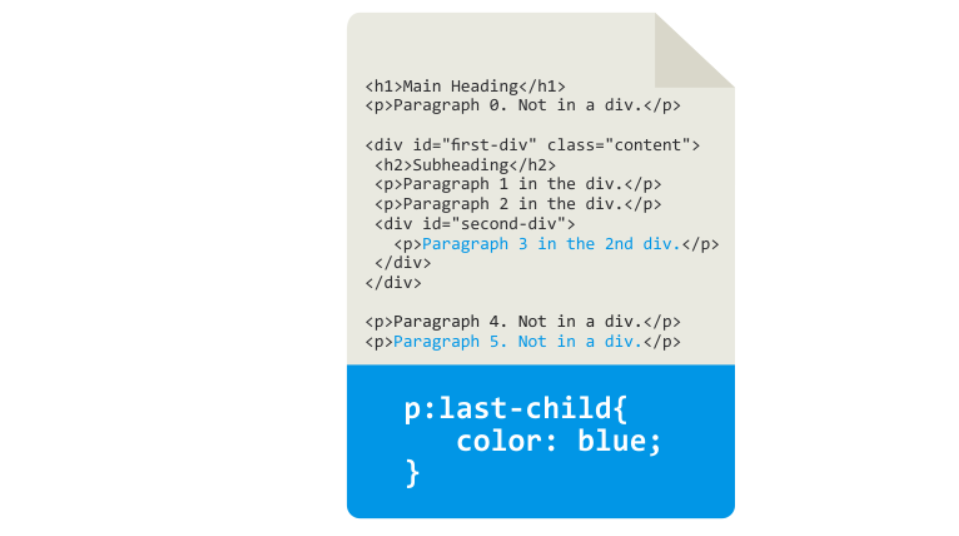 <h1>Main Heading</h1>
<p>Paragraph 0. Not in a div.</p>
<div id="first-div" class="content">
<h2>Subheading</h2>
<p>Paragraph 1 in the div.</p>
<p>Paragraph 2 in the div.</p>
<div id="second-div">
<p>Paragraph 3 in the 2nd div.</p>
</div>
</div>
<p>Paragraph 4. Not in a div.</p>
<p>Paragraph 5. Not in a div.</p>
p:last-child{
color: blue;
}